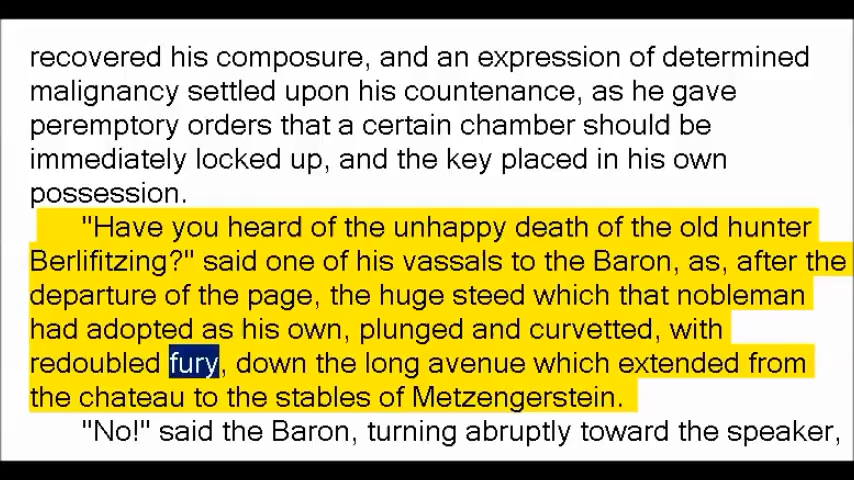 recovered his composure, and an expression of determined
malignancy settled upon his countenance, as he gave
peremptory orders that a certain chamber should be
immediately locked up, and the key placed in his own
possession.
"Have you heard of the unhappy death of the old hunter
Berlifitzing?" said one of his vassals to the Baron, as, after the
departure of the page, the huge steed which that nobleman
had adopted as his own, plunged and curvetted, with
redoubled fury, down the long avenue which extended from
the chateau to the stables of Metzengerstein.
"No!" said the Baron, turning abruptly toward the speaker,